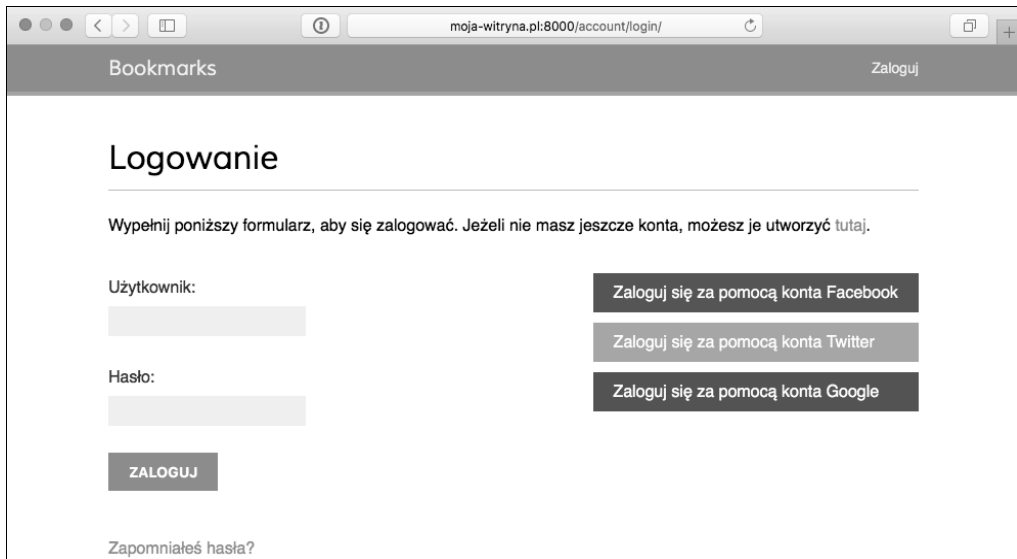 moja-witryna.pl:8000/account/login/
Bookmarks
Zaloguj
Logowanie
Wypełnij poniższy formularz, aby się zalogować. Jeżeli nie masz jeszcze konta, możesz je utworzyć tutaj.
Użytkownik:
Hasło:
ZALOGUJ
Zapomniałeś hasła?
Zaloguj się za pomocą konta Facebook
Zaloguj się za pomocą konta Twitter
Zaloguj się za pomocą konta Google